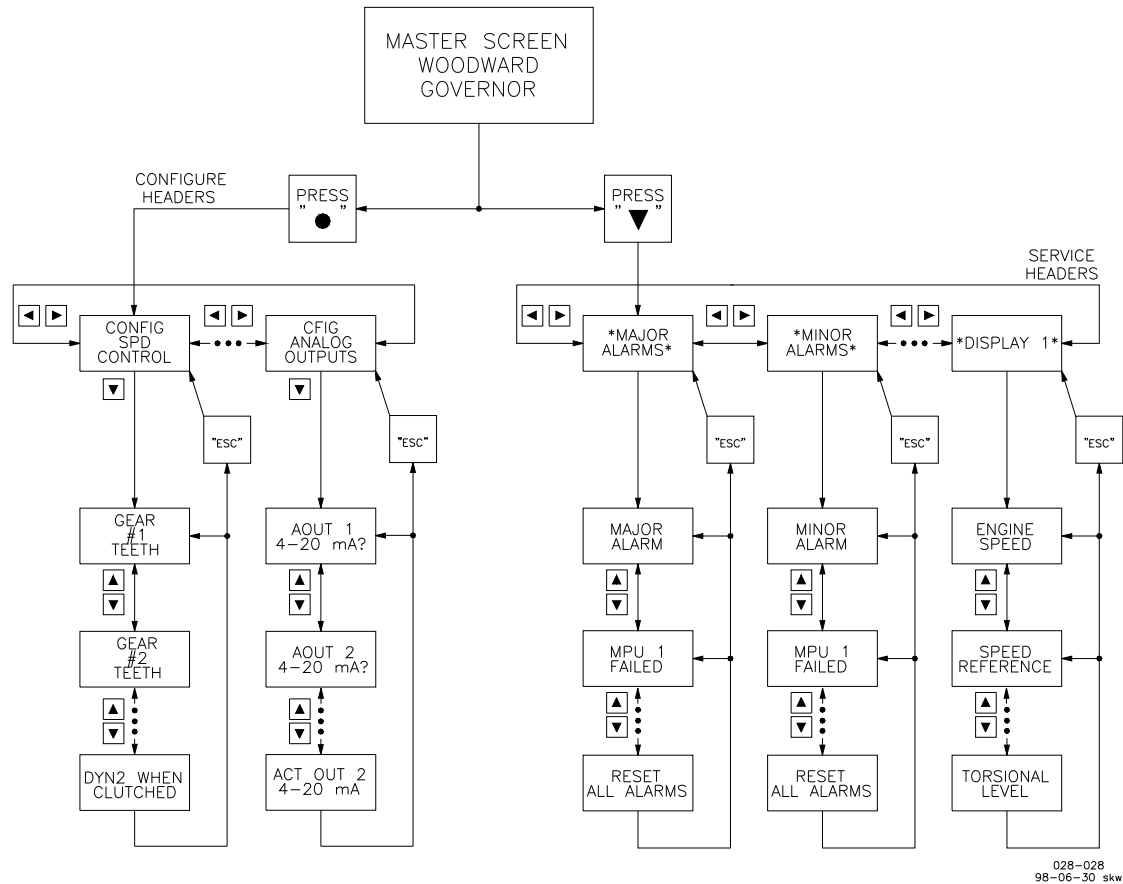 MASTER SCREEN
WOODWARD
GOVERNOR
CONFIGURE
HEADERS
PRESS
"●"
PRESS
"▼"
SERVICE
HEADERS
CONFIG
SPD
CONTROL
CFIG
ANALOG
OUTPUTS
*MAJOR
ALARMS*
*MINOR
ALARMS*
*DISPLAY 1*
"ESC"
"ESC"
"ESC"
"ESC"
"ESC"
GEAR
#1
TEETH
AOUT 1
4-20 mA?
MAJOR
ALARM
MINOR
ALARM
ENGINE
SPEED
GEAR
#2
TEETH
AOUT 2
4-20 mA?
MPU 1
FAILED
MPU 1
FAILED
SPEED
REFERENCE
DYN2 WHEN
CLUTCHED
ACT OUT 2
4-20 mA
RESET
ALL ALARMS
RESET
ALL ALARMS
TORSIONAL
LEVEL
028-028
98-06-30 skw